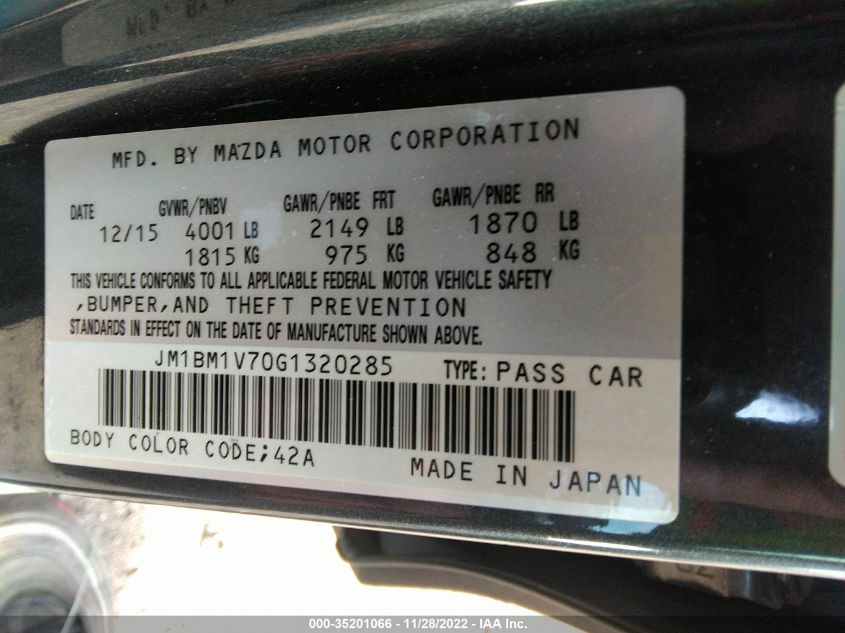 MFD. BY MAZDA MOTOR CORPORATION
DATE GVWR/PNBV GAWR/PNBE FRT GAWR/PNBE RR
12/15 4001 LB 2149 LB 1870 LB
1815 KG 975 KG 848 KG
THIS VEHICLE CONFORMS TO ALL APPLICABLE FEDERAL MOTOR VEHICLE SAFETY
,BUMPER,AND THEFT PREVENTION
STANDARDS IN EFFECT ON THE DATE OF MANUFACTURE SHOWN ABOVE.
JM1BM1V70G1320285 TYPE: PASS CAR
BODY COLOR CODE;42A
MADE IN JAPAN
000-35201066 - 11/28/2022 - IAA Inc.